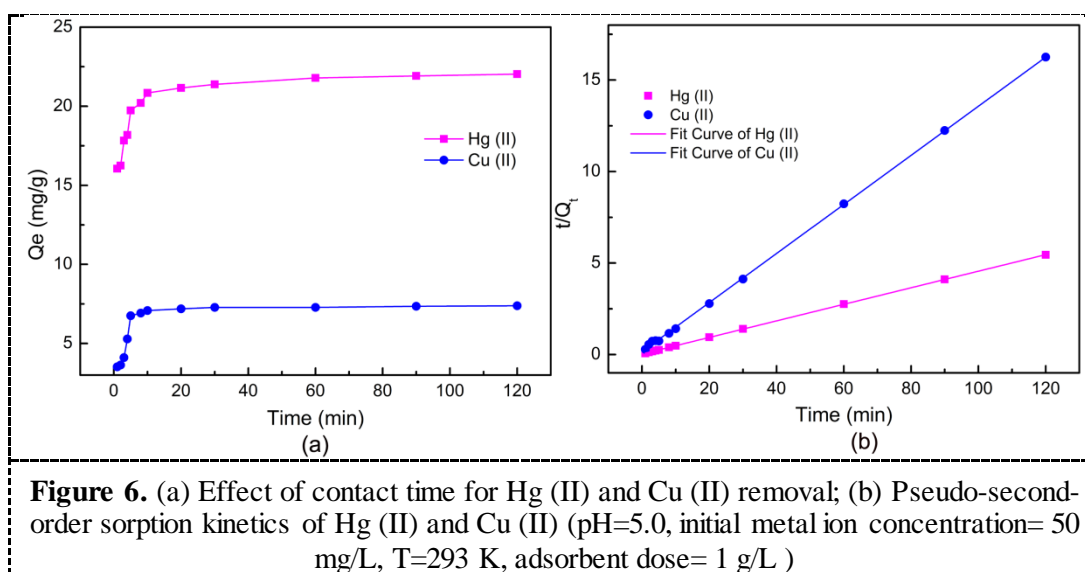 25
20
15
10
5
Qe (mg/g)
Hg (II)
Cu (II)
0 20 40 60 80 100 120
Time (min)
(a)
15
10
5
0
t/Qt
Hg (II)
Cu (II)
Fit Curve of Hg (II)
Fit Curve of Cu (II)
0 20 40 60 80 100 120
Time (min)
(b)
Figure 6. (a) Effect of contact time for Hg (II) and Cu (II) removal; (b) Pseudo-second-
order sorption kinetics of Hg (II) and Cu (II) (pH=5.0, initial metal ion concentration= 50
mg/L, T=293 K, adsorbent dose= 1 g/L )